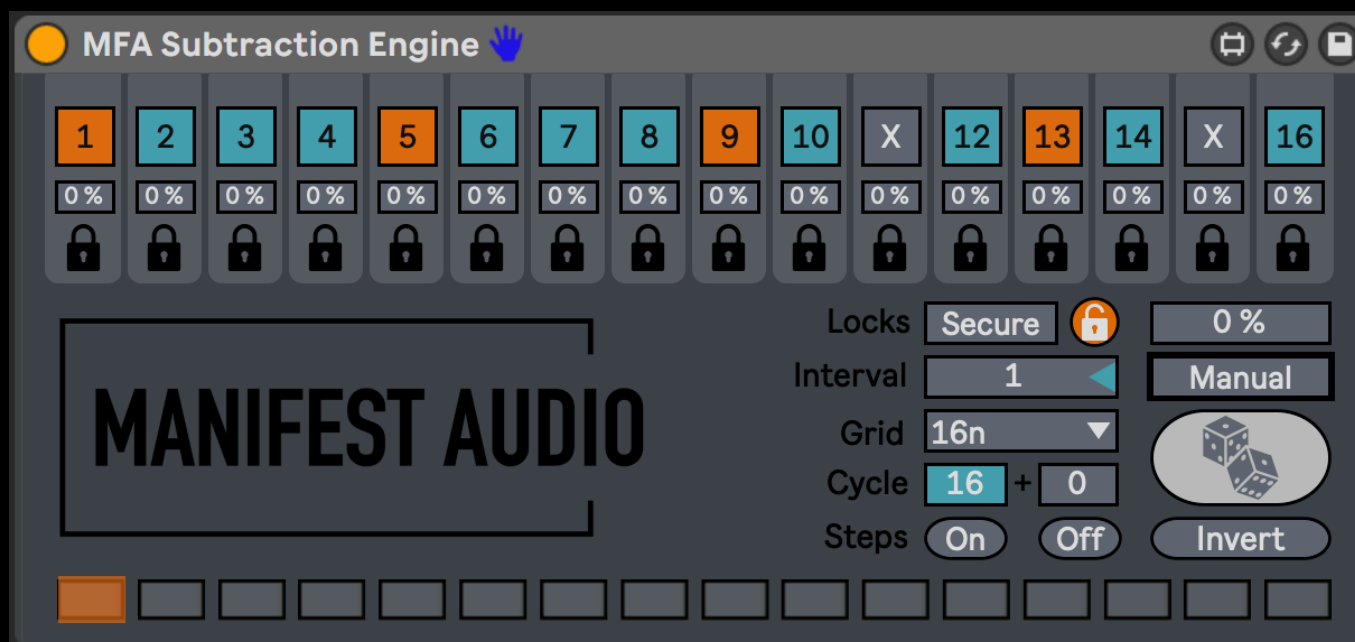 MFA Subtraction Engine
1 2 3 4 5 6 7 8 9 10 X 12 13 14 X 16
0 % 0 % 0 % 0 % 0 % 0 % 0 % 0 % 0 % 0 % 0 % 0 % 0 % 0 % 0 % 0 %
Locks Secure 0 %
Interval 1 Manual
MANIFEST AUDIO
Grid 16n
Cycle 16 + 0
Steps On Off Invert